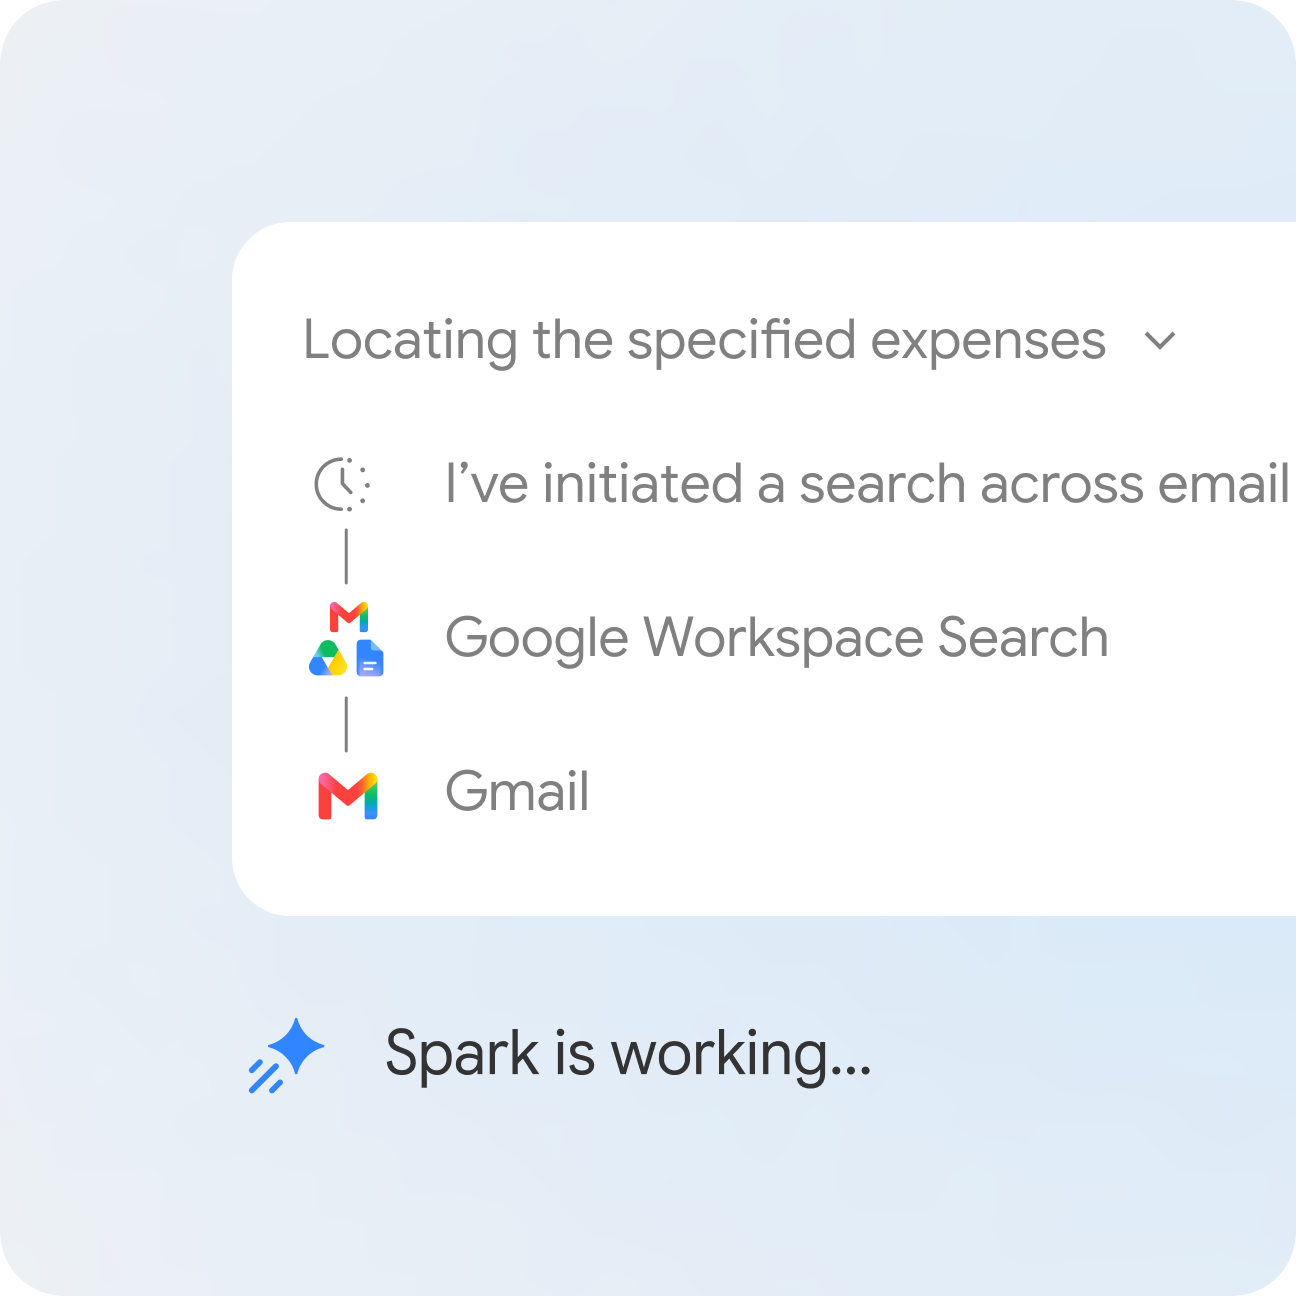 Locating the specified expenses
I’ve initiated a search across email
Google Workspace Search
Gmail
Spark is working...